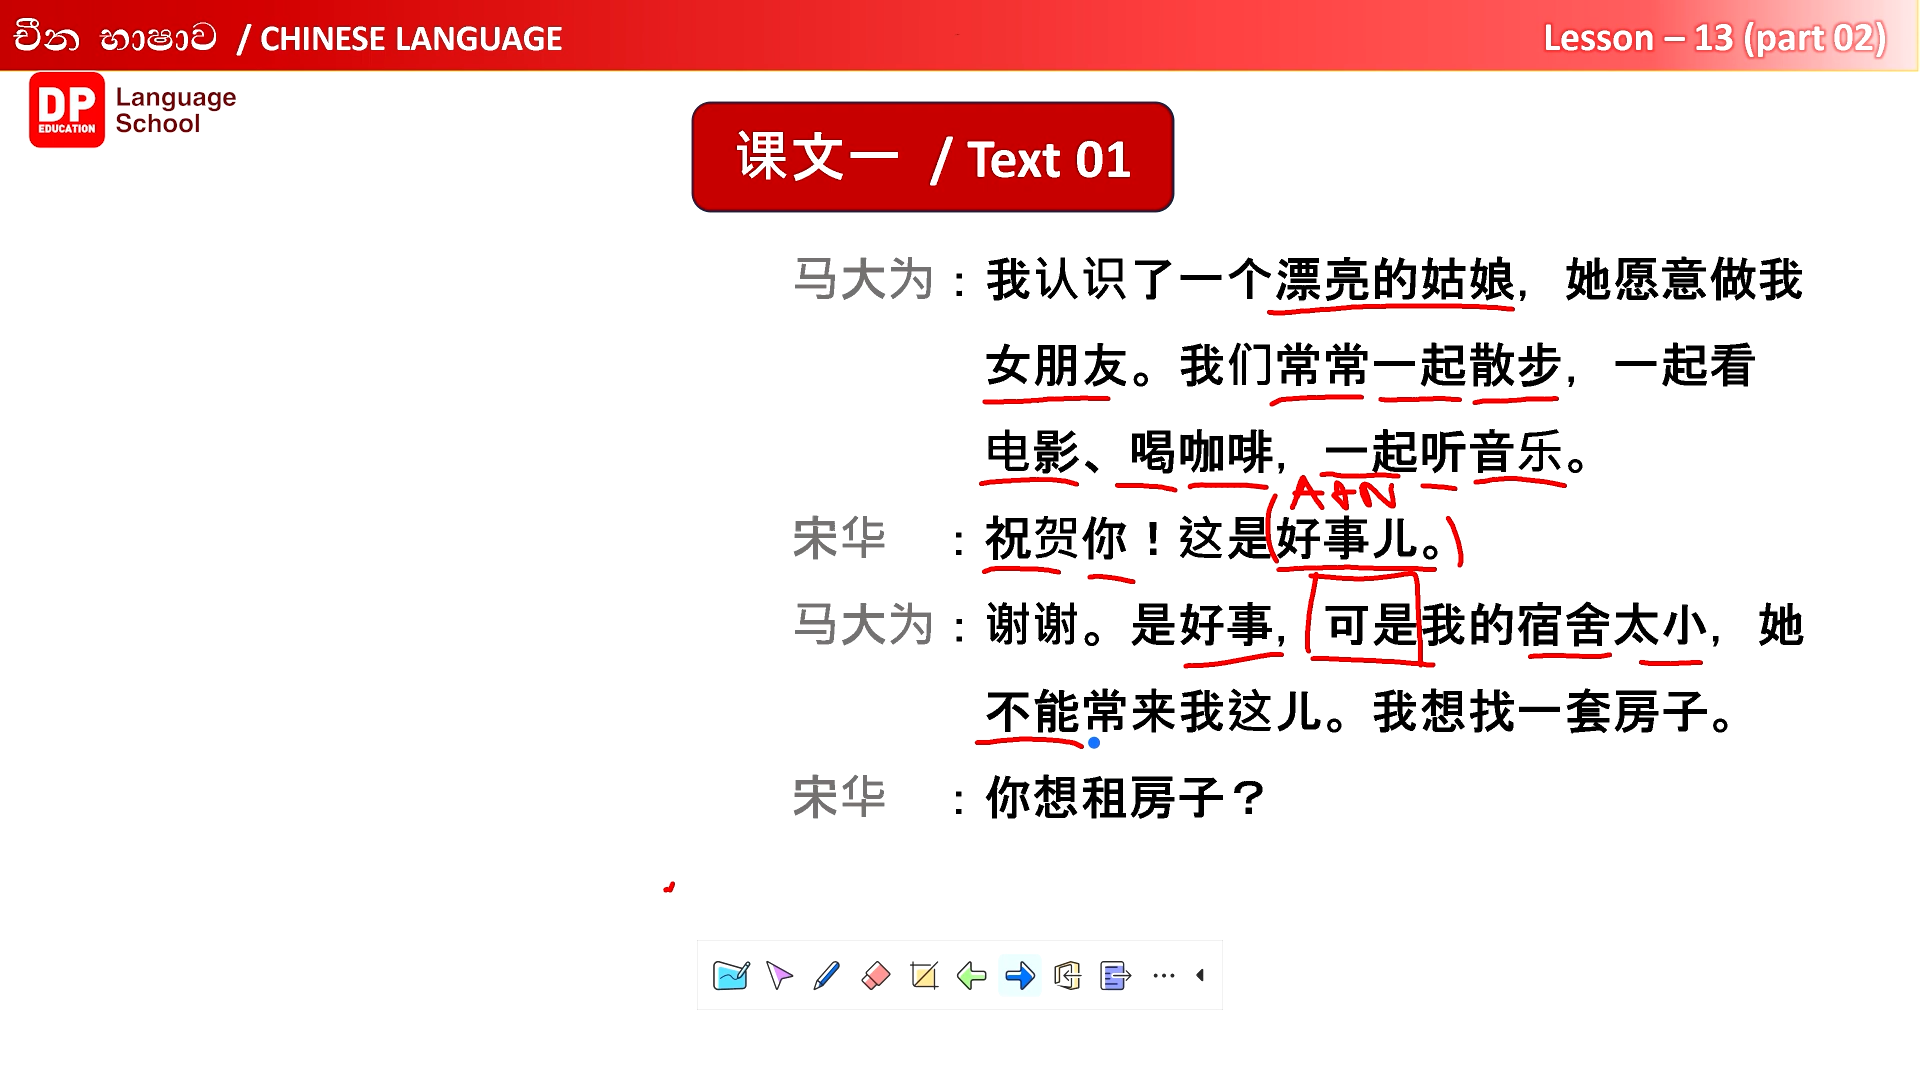 චීන භාෂාව / CHINESE LANGUAGE
Lesson – 13 (part 02)
DP
EDUCATION
Language
School
课文一 / Text 01
马大为：我认识了一个漂亮的姑娘，她愿意做我
女朋友。我们常常一起散步，一起看
电影、喝咖啡，一起听音乐。
A+N
宋华：祝贺你！这是好事儿。
马大为：谢谢。是好事，可是我的宿舍太小，她
不能常来我这儿。我想找一套房子。
宋华：你想租房子？